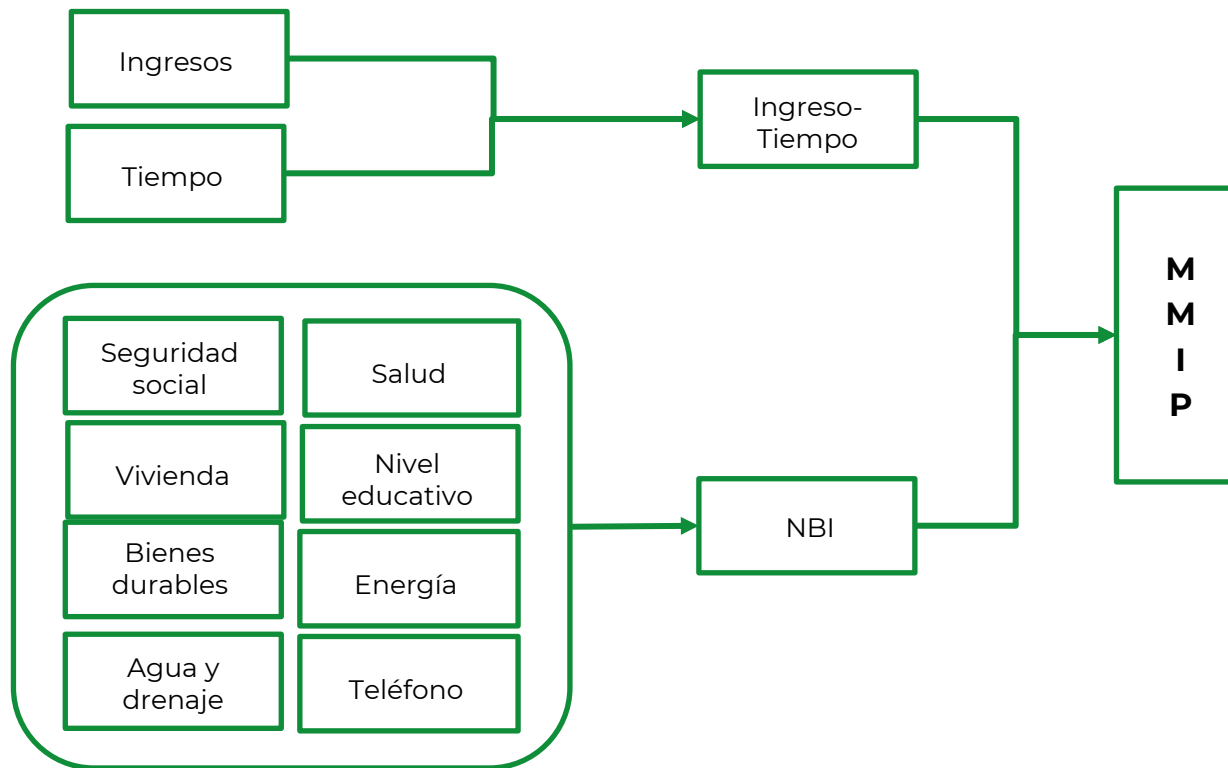 Ingresos
Tiempo
Ingreso-
Tiempo
Seguridad
social
Salud
Vivienda
Nivel
educativo
Bienes
durables
Energía
Agua y
drenaje
Teléfono
NBI
M
M
I
P